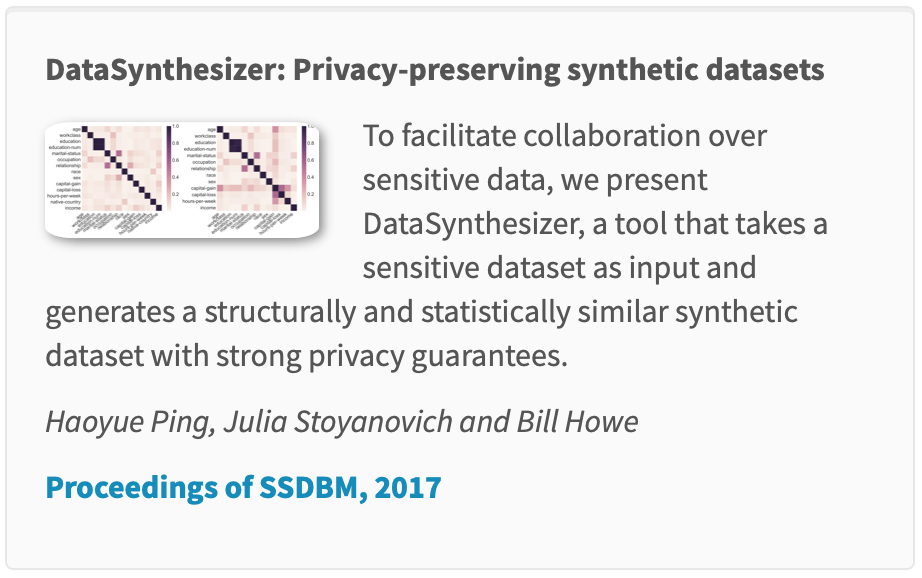 DataSynthesizer: Privacy-preserving synthetic datasets
age
workclass
education
education-num
marital-status
occupation
relationship
race
sex
capital-gain
capital-loss
hours-per-week
native-country
income
1.0
0.8
0.6
0.4
0.2
age
workclass
education
education-num
marital-status
occupation
relationship
race
sex
capital-gain
capital-loss
hours-per-week
native-country
income
0.8
0.6
0.4
0.2
To facilitate collaboration over
sensitive data, we present
DataSynthesizer, a tool that takes a
sensitive dataset as input and
generates a structurally and statistically similar synthetic
dataset with strong privacy guarantees.
Haoyue Ping, Julia Stoyanovich and Bill Howe
Proceedings of SSDBM, 2017